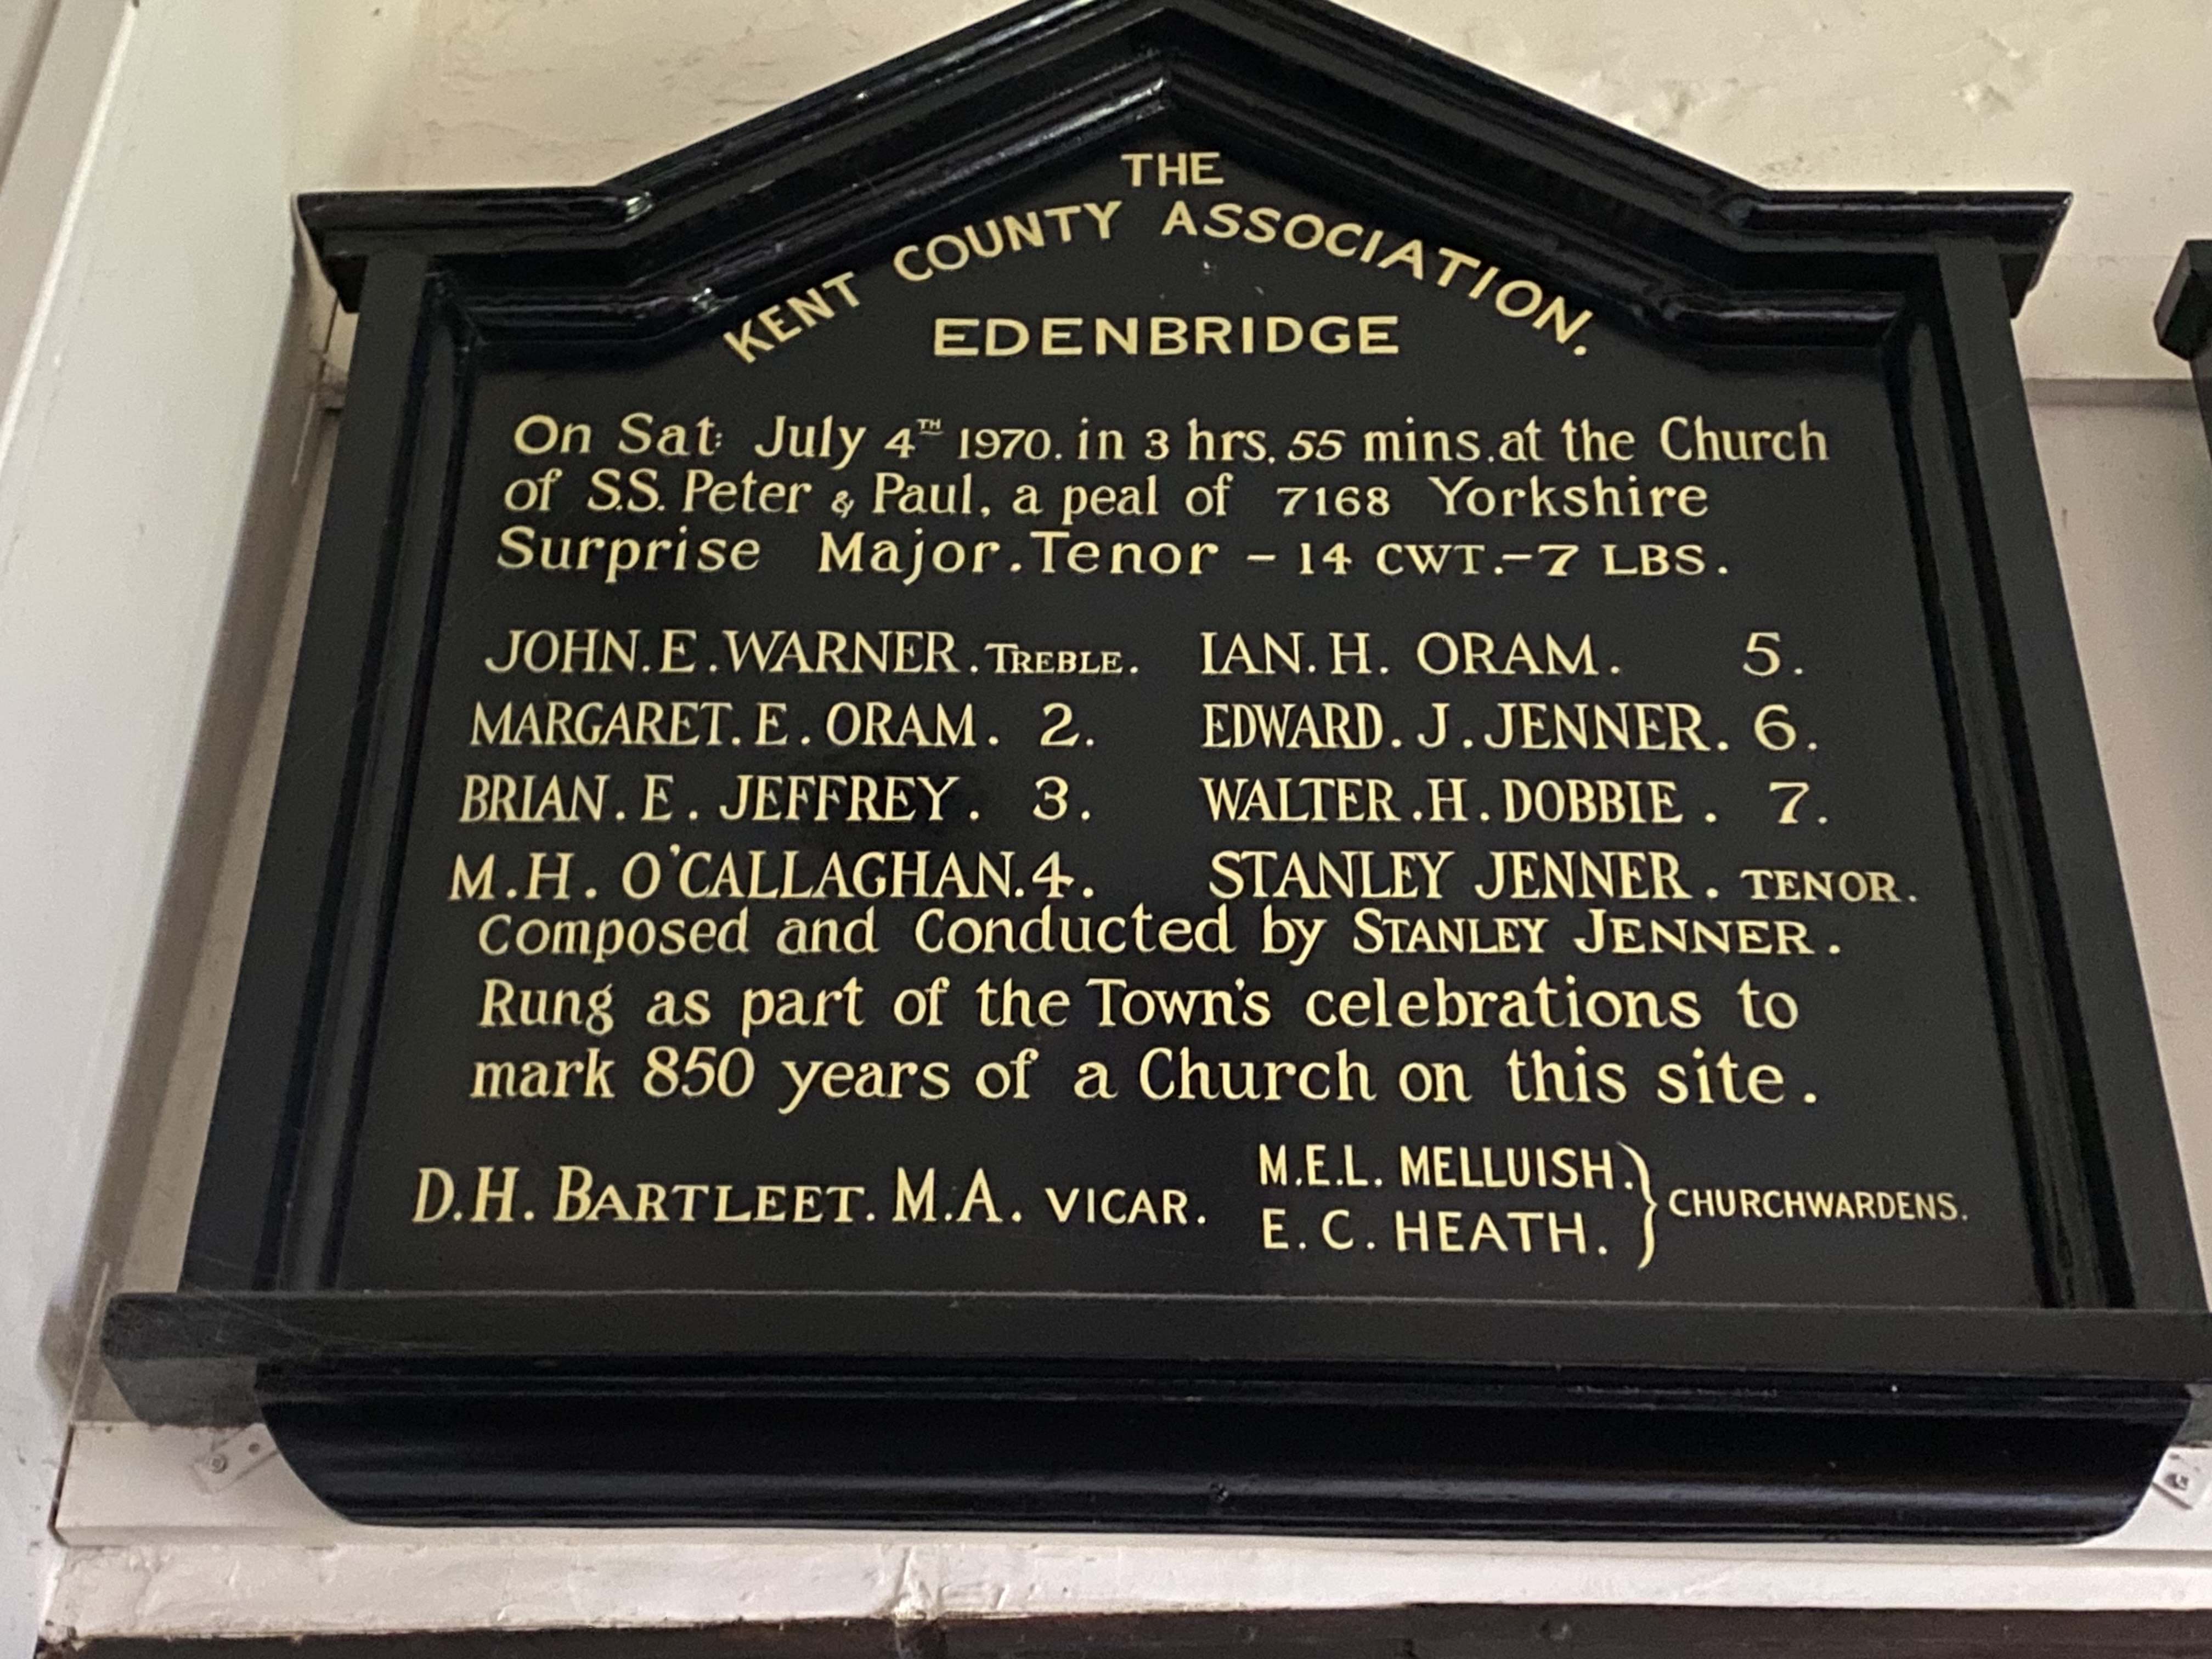 THE
KENT COUNTY ASSOCIATION.
EDENBRIDGE
On Sat: July 4TH 1970. in 3 hrs. 55 mins. at the Church
of S.S. Peter & Paul, a peal of 7168 Yorkshire
Surprise Major. Tenor - 14 CWT.-7 LBS.
JOHN. E. WARNER. TREBLE. IAN. H. ORAM. 5.
MARGARET. E. ORAM. 2. EDWARD. J. JENNER. 6.
BRIAN. E. JEFFREY. 3. WALTER. H. DOBBIE. 7.
M. H. O'CALLAGHAN. 4. STANLEY JENNER. TENOR.
Composed and Conducted by STANLEY JENNER.
Rung as part of the Town's celebrations to
mark 850 years of a Church on this site.
D.H. BARTLEET. M.A. VICAR. M.E.L. MELLUISH. } CHURCHWARDENS.
E. C. HEATH.